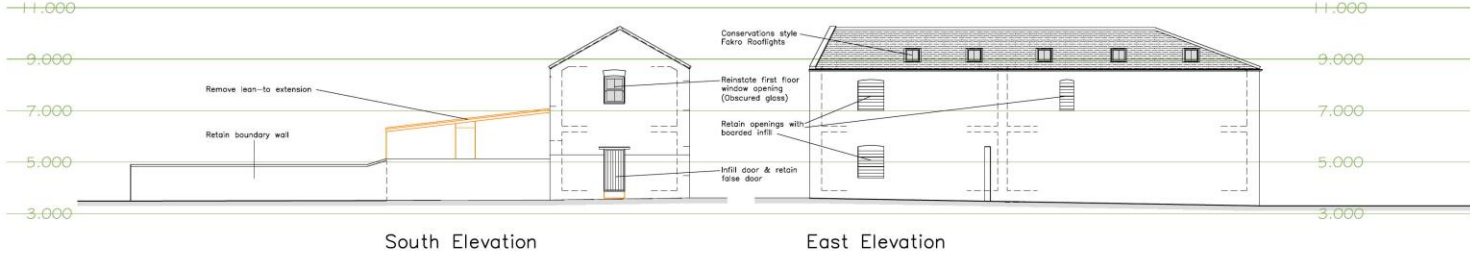 11.000
9.000
7.000
5.000
3.000
Remove lean-to extension
Retain boundary wall
Conservations style
Fakro Rooflights
Reinstate first floor
window opening
(Obscured glass)
Retain openings with
boarded infill
Infill door & retain
false door
11.000
9.000
7.000
5.000
3.000
South Elevation
East Elevation